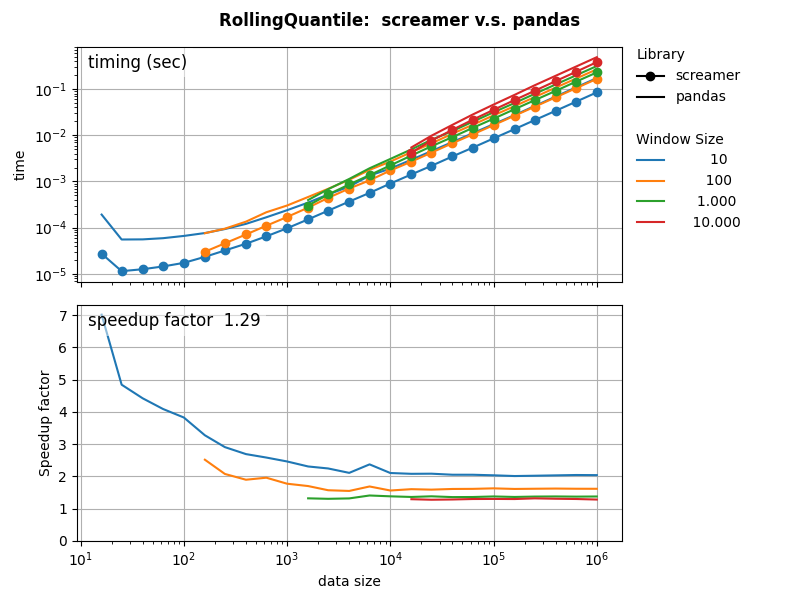 RollingQuantile:  screamer v.s. pandas
timing (sec)
time
10⁻¹
10⁻²
10⁻³
10⁻⁴
10⁻⁵
Library
screamer
pandas
Window Size
10
100
1.000
10.000
speedup factor  1.29
Speedup factor
7
6
5
4
3
2
1
0
10¹
10²
10³
10⁴
10⁵
10⁶
data size